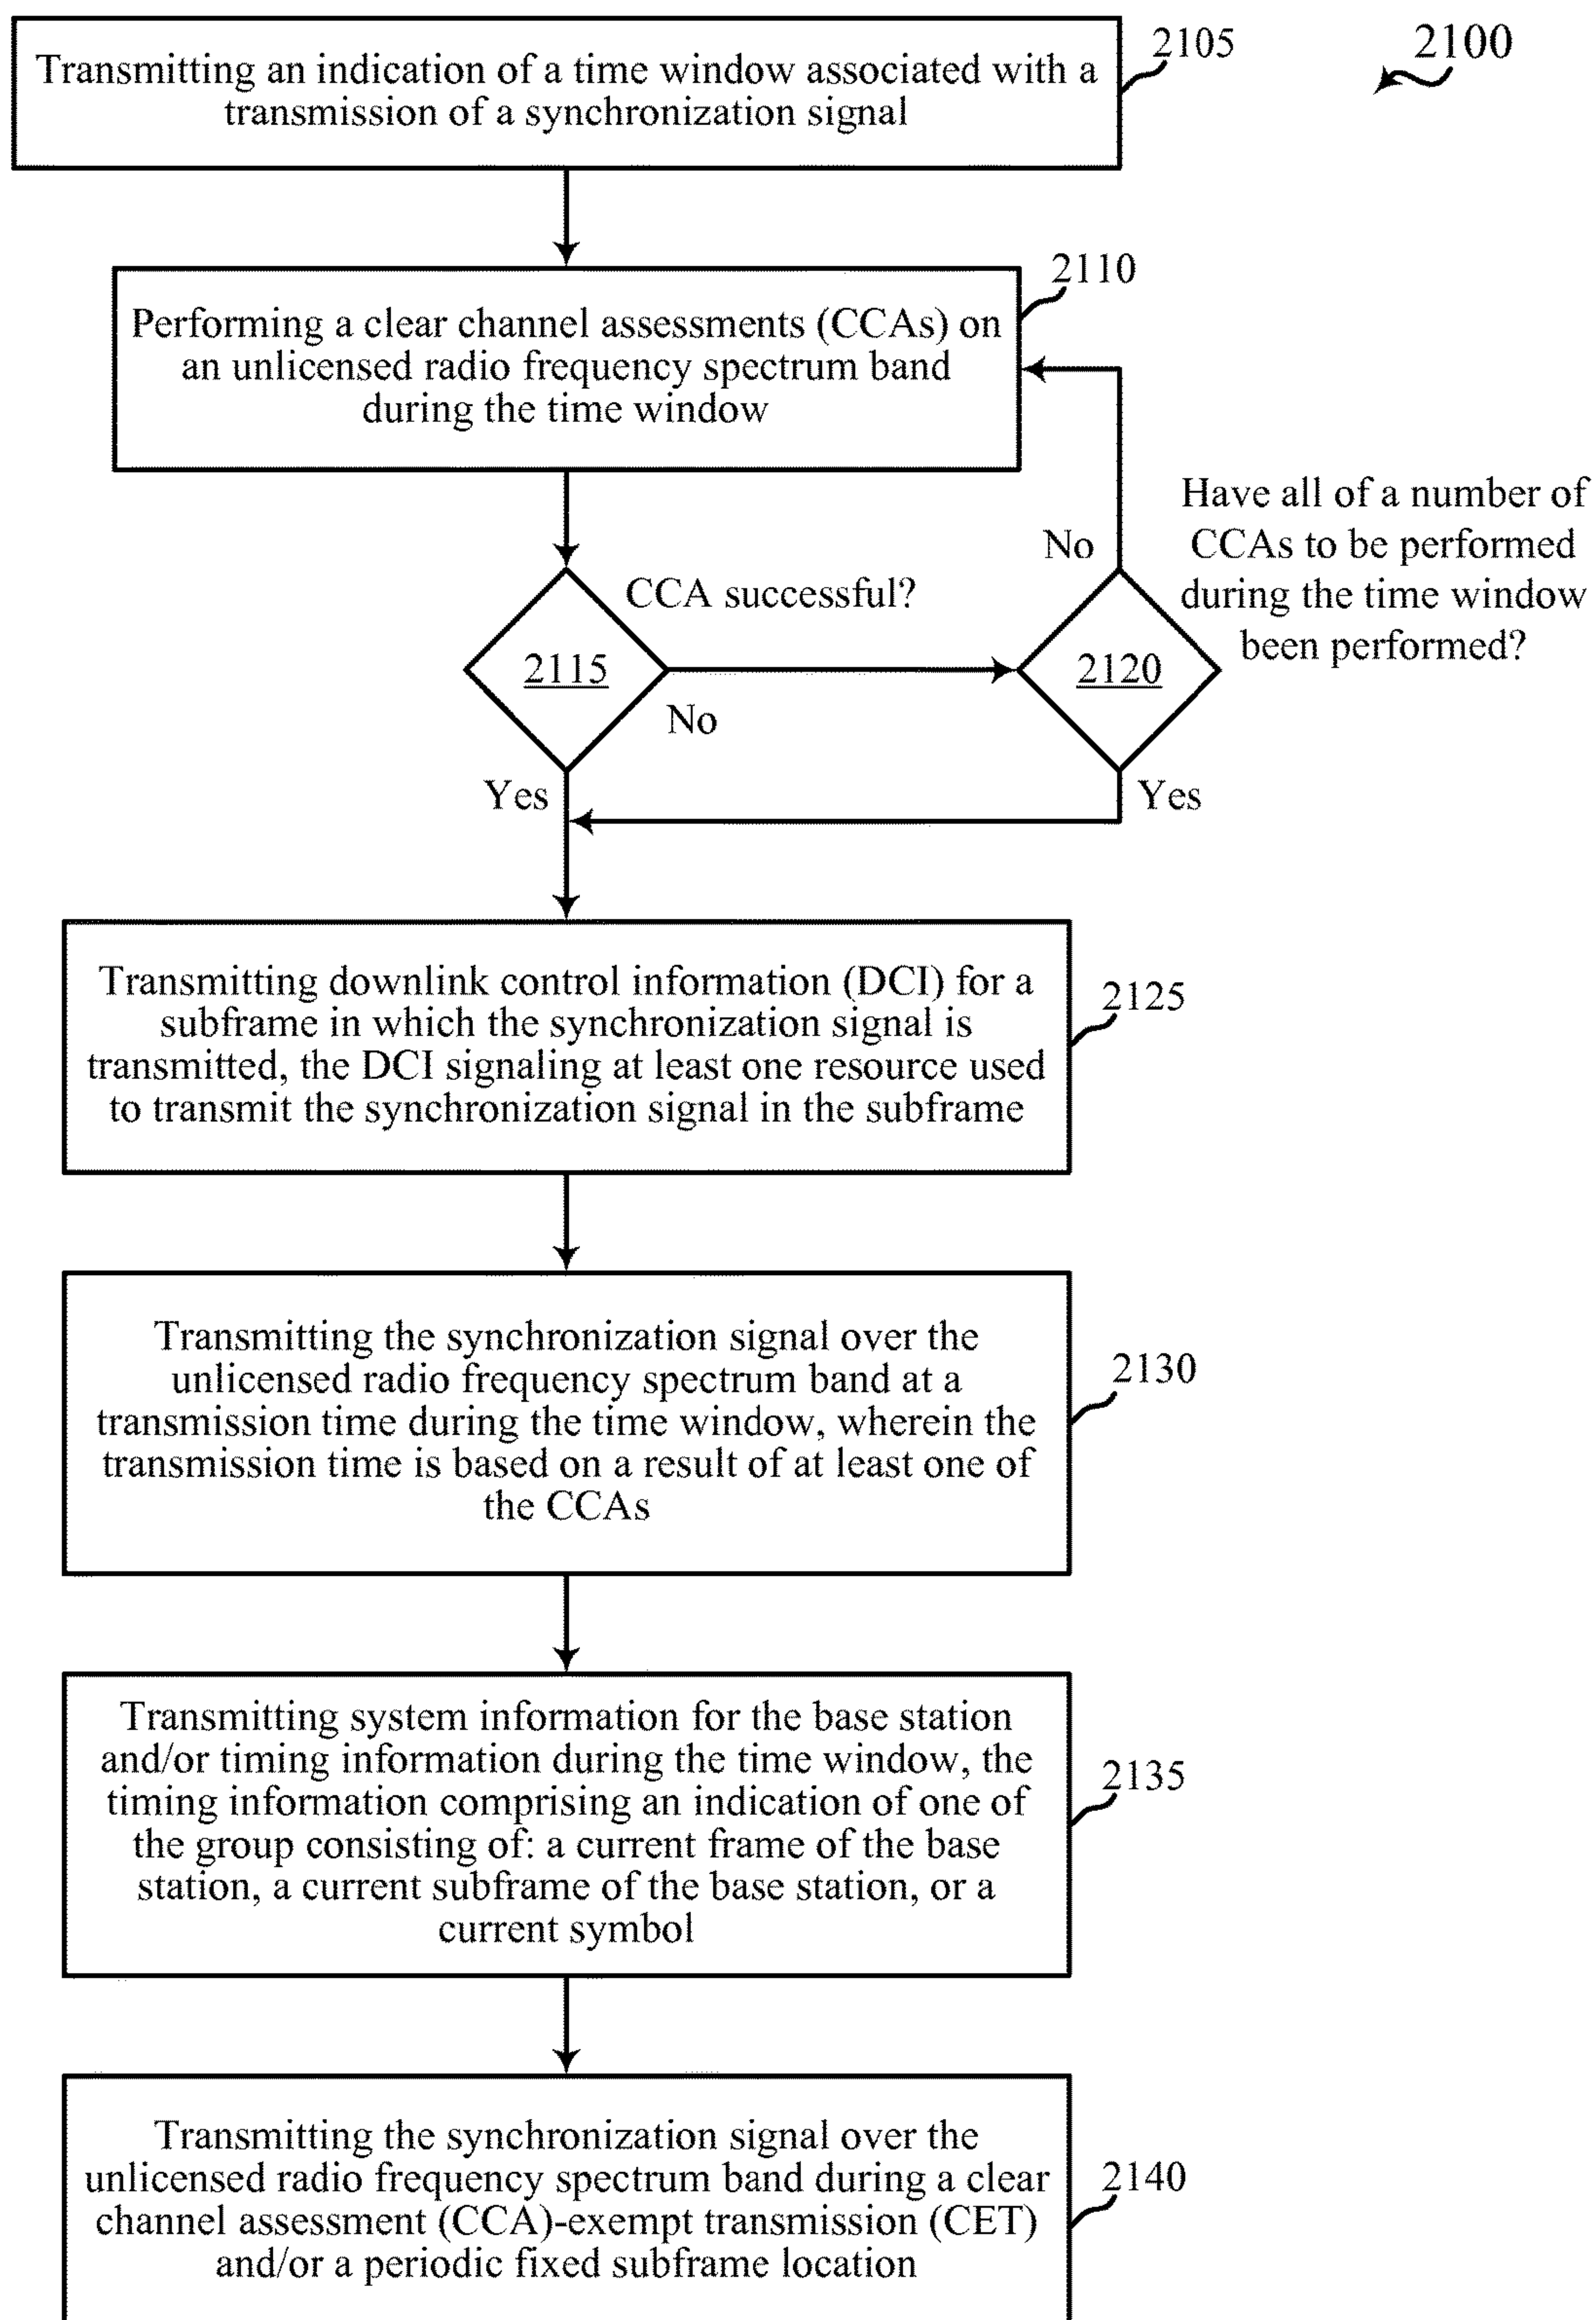 2100
2105
Transmitting an indication of a time window associated with a
transmission of a synchronization signal
2110
Performing a clear channel assessments (CCAs) on
an unlicensed radio frequency spectrum band
during the time window
CCA successful?
2115
No
Yes
Have all of a number of
CCAs to be performed
during the time window
been performed?
No
2120
Yes
Transmitting downlink control information (DCI) for a
subframe in which the synchronization signal is
transmitted, the DCI signaling at least one resource used
to transmit the synchronization signal in the subframe
2125
Transmitting the synchronization signal over the
unlicensed radio frequency spectrum band at a
transmission time during the time window, wherein the
transmission time is based on a result of at least one of
the CCAs
2130
Transmitting system information for the base station
and/or timing information during the time window, the
timing information comprising an indication of one of
the group consisting of: a current frame of the base
station, a current subframe of the base station, or a
current symbol
2135
Transmitting the synchronization signal over the
unlicensed radio frequency spectrum band during a clear
channel assessment (CCA)-exempt transmission (CET)
and/or a periodic fixed subframe location
2140